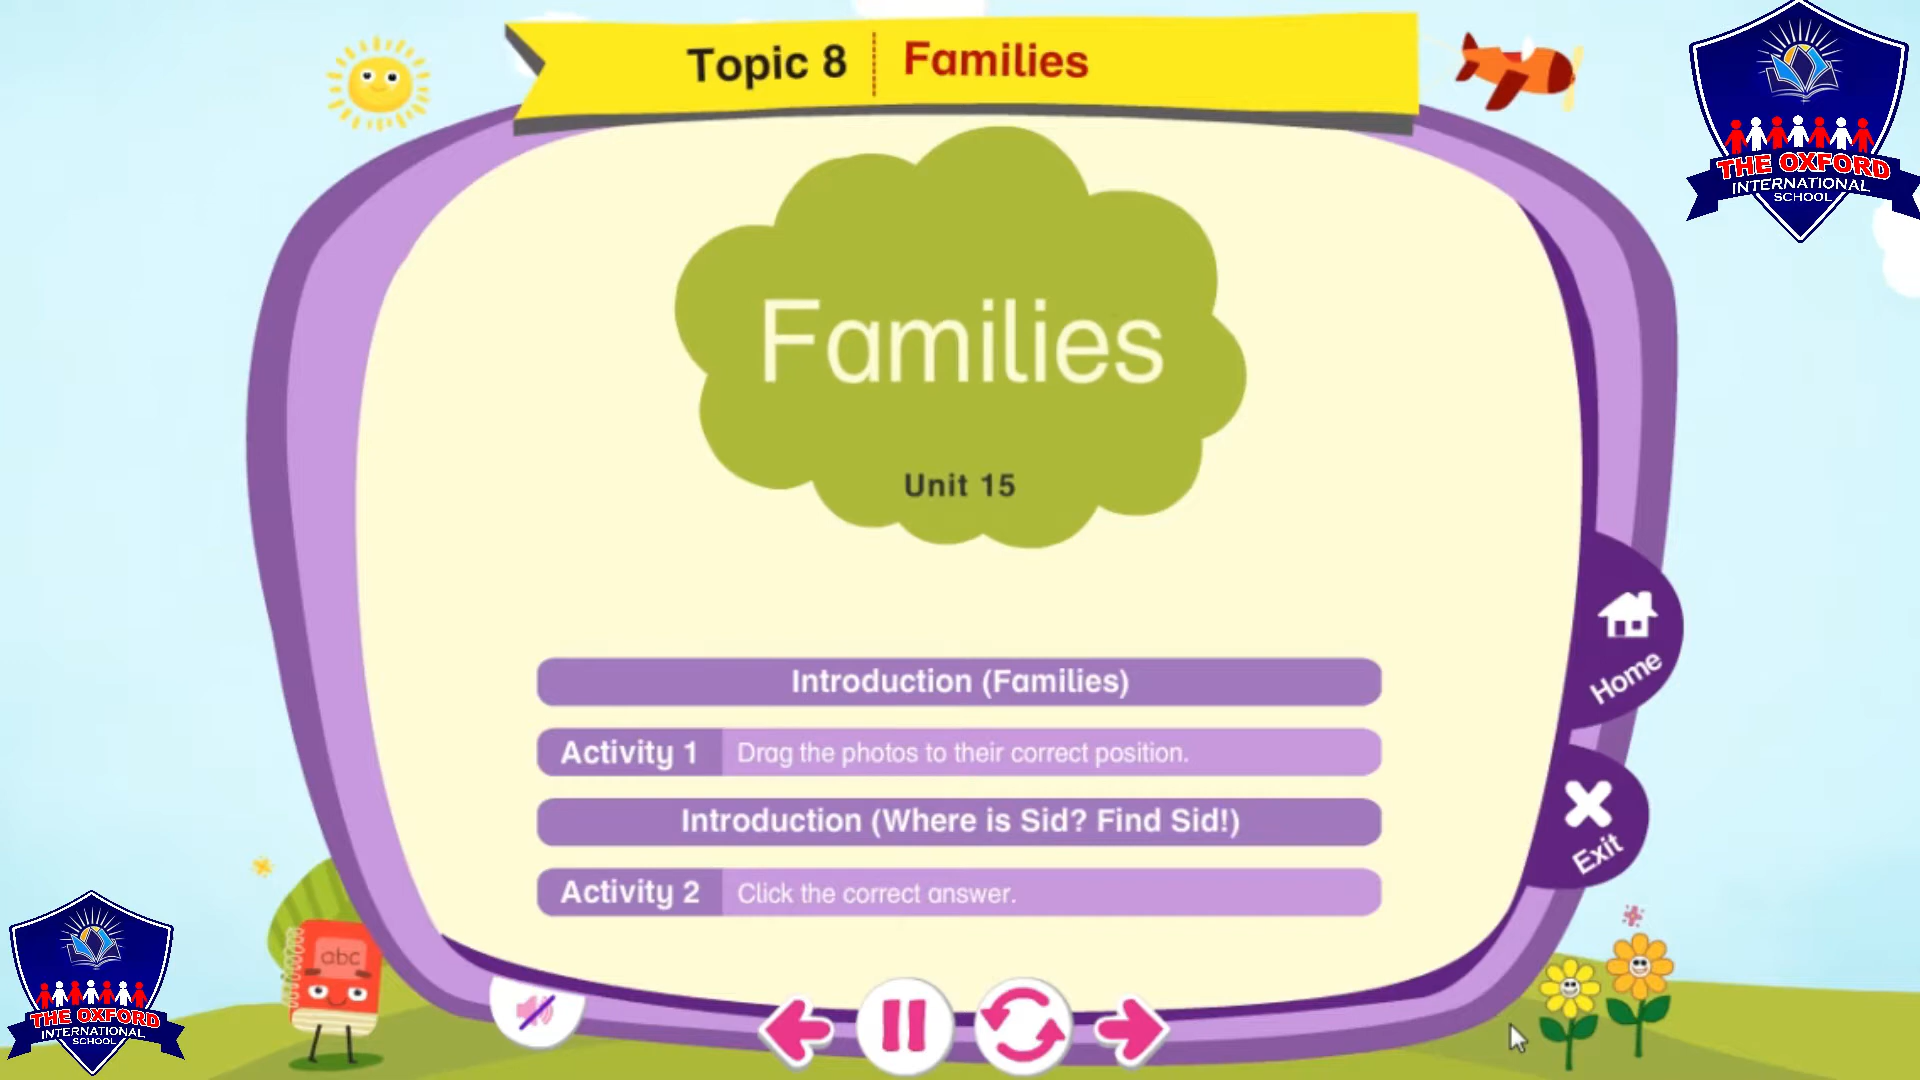 Topic 8 Families
THE OXFORD
INTERNATIONAL
SCHOOL
Families
Unit 15
Introduction (Families)
Activity 1 Drag the photos to their correct position.
Introduction (Where is Sid? Find Sid!)
Activity 2 Click the correct answer.
Home
Exit
abc
THE OXFORD
INTERNATIONAL
SCHOOL